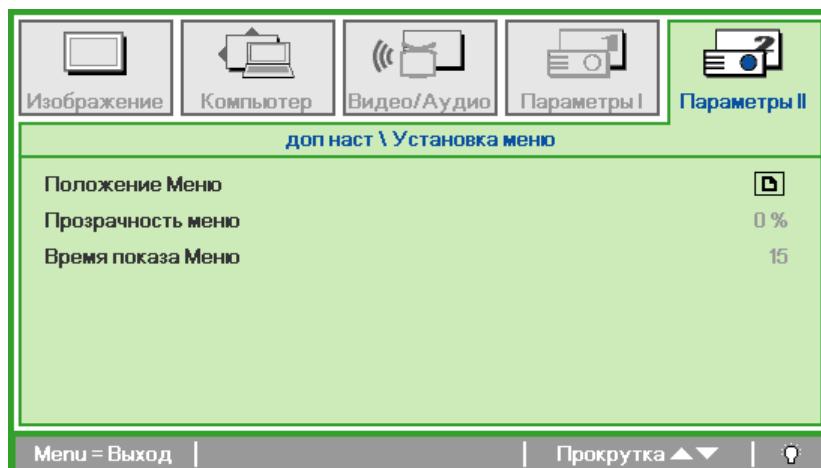 Изображение Компьютер Видео/Аудио Параметры I Параметры II
доп наст \ Установка меню
Положение Меню
Прозрачность меню 0 %
Время показа Меню 15
Menu = Выход Прокрутка